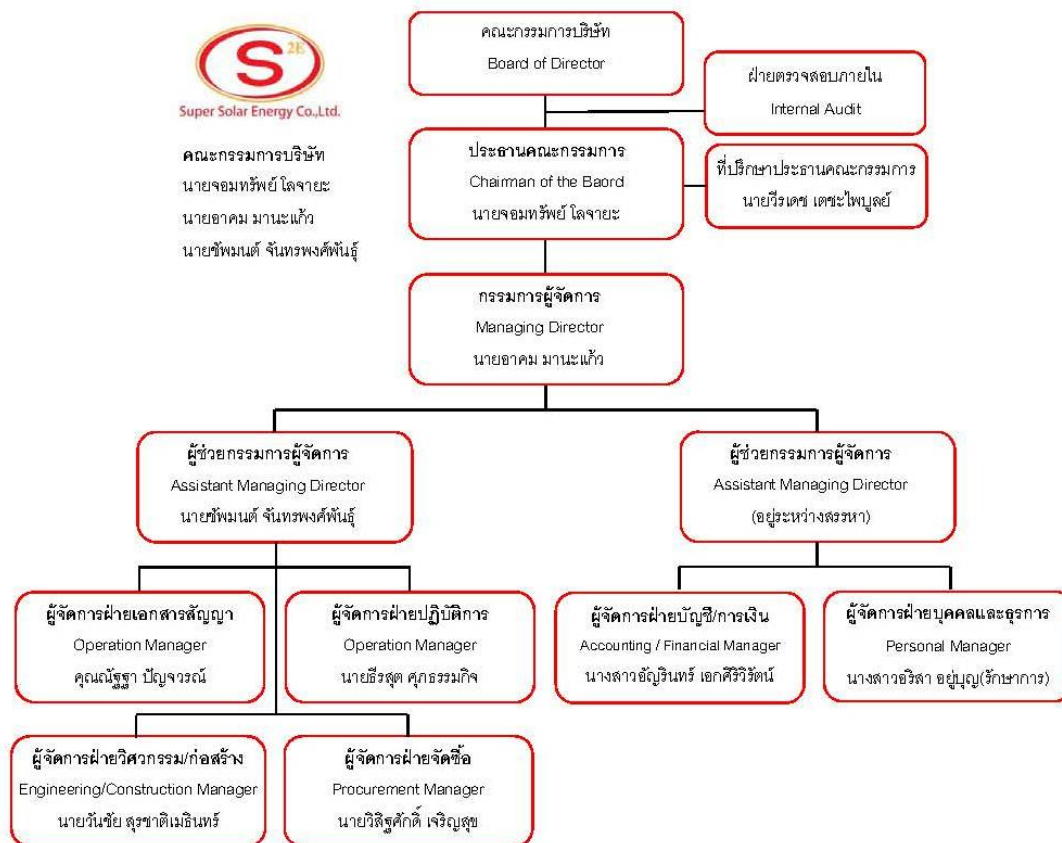 S 2E
Super Solar Energy Co.,Ltd.
คณะกรรมการบริษัท
นายจอมทรัพย์ โลจายะ
นายอาคม มานะแก้ว
นายชัพมนต์ จันทรพงศ์พันธุ์
คณะกรรมการบริษัท
Board of Director
ฝ่ายตรวจสอบภายใน
Internal Audit
ประธานคณะกรรมการ
Chairman of the Baord
นายจอมทรัพย์ โลจายะ
ที่ปรึกษาประธานคณะกรรมการ
นายวีรเดช เตชะไพบูลย์
กรรมการผู้จัดการ
Managing Director
นายอาคม มานะแก้ว
ผู้ช่วยกรรมการผู้จัดการ
Assistant Managing Director
นายชัพมนต์ จันทรพงศ์พันธุ์
ผู้ช่วยกรรมการผู้จัดการ
Assistant Managing Director
(อยู่ระหว่างสรรหา)
ผู้จัดการฝ่ายเอกสารสัญญา
Operation Manager
คุณณัฐฐา ปัญจวรณ์
ผู้จัดการฝ่ายปฏิบัติการ
Operation Manager
นายธีรสุต ศุภธรรมกิจ
ผู้จัดการฝ่ายบัญชี/การเงิน
Accounting / Financial Manager
นางสาวอัญรินทร์ เอกศิริวิรัตน์
ผู้จัดการฝ่ายบุคคลและธุรการ
Personal Manager
นางสาวอริสา อยู่บุญ(รักษาการ)
ผู้จัดการฝ่ายวิศวกรรม/ก่อสร้าง
Engineering/Construction Manager
นายวันชัย สุรชาติเมธินทร์
ผู้จัดการฝ่ายจัดซื้อ
Procurement Manager
นายวิสิฐศักดิ์ เจริญสุข